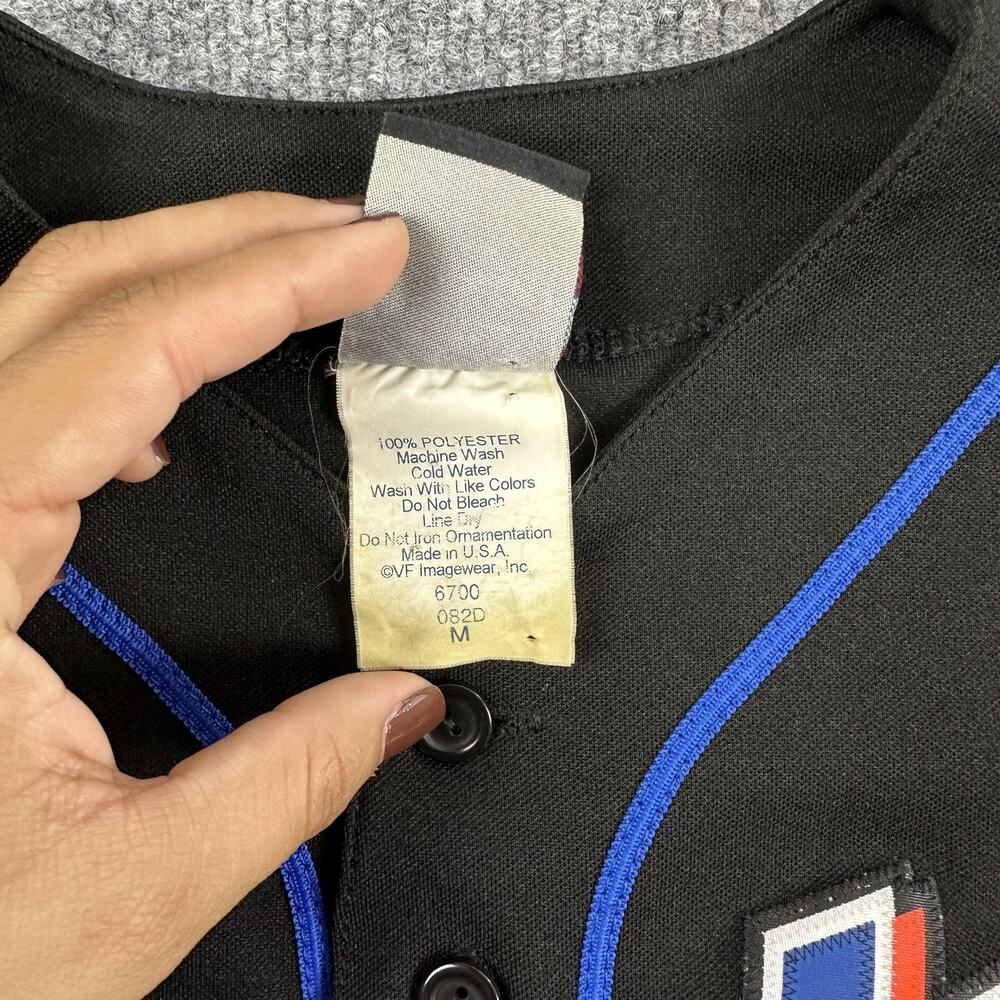 100% POLYESTER
Machine Wash
Cold Water
Wash With Like Colors
Do Not Bleach
Line Dry
Do Not Iron Ornamentation
Made in U.S.A.
©VF Imagewear, Inc.
6700
082D
M